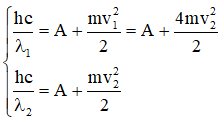 hc/λ₁ = A + mv₁²/2 = A + 4mv₂²/2
hc/λ₂ = A + mv₂²/2